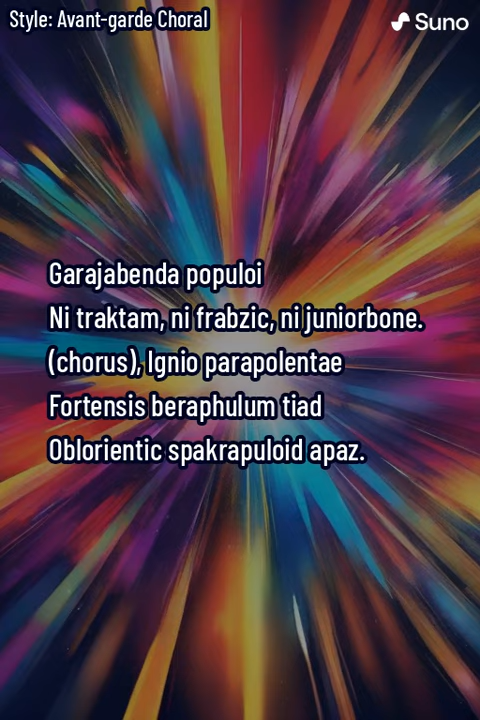 Style: Avant-garde Choral
Suno
Garajabenda populoi
Ni traktam, ni frabzic, ni juniorbone.
(chorus), Ignio parapolentae
Fortensis beraphulum tiad
Oblorientic spakrapuloid apaz.